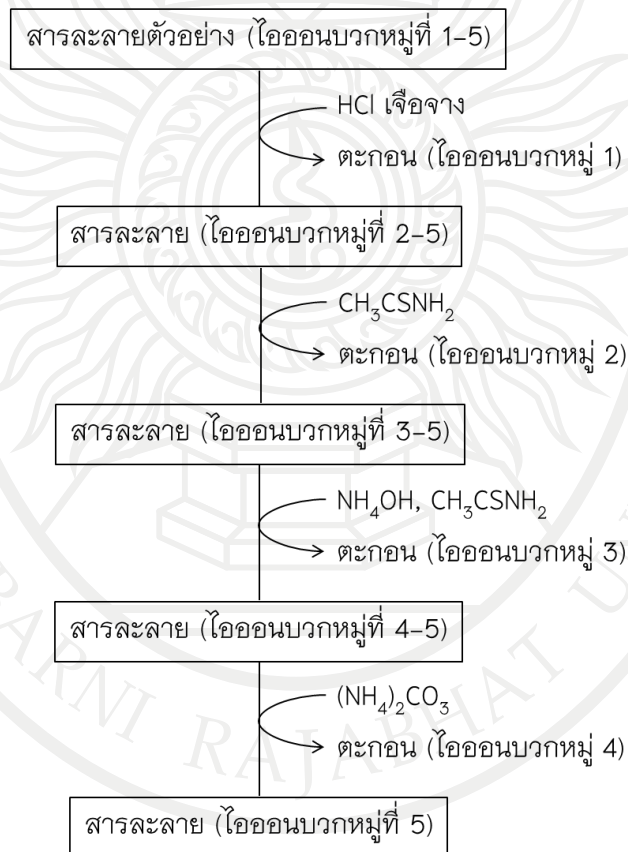 สารละลายตัวอย่าง (ไอออนบวกหมู่ที่ 1-5)
HCl เจือจาง
ตะกอน (ไอออนบวกหมู่ 1)
สารละลาย (ไอออนบวกหมู่ที่ 2-5)
CH₃CSNH₂
ตะกอน (ไอออนบวกหมู่ 2)
สารละลาย (ไอออนบวกหมู่ที่ 3-5)
NH₄OH, CH₃CSNH₂
ตะกอน (ไอออนบวกหมู่ 3)
สารละลาย (ไอออนบวกหมู่ที่ 4-5)
(NH₄)₂CO₃
ตะกอน (ไอออนบวกหมู่ 4)
สารละลาย (ไอออนบวกหมู่ที่ 5)
ARNI RAJABHAT U